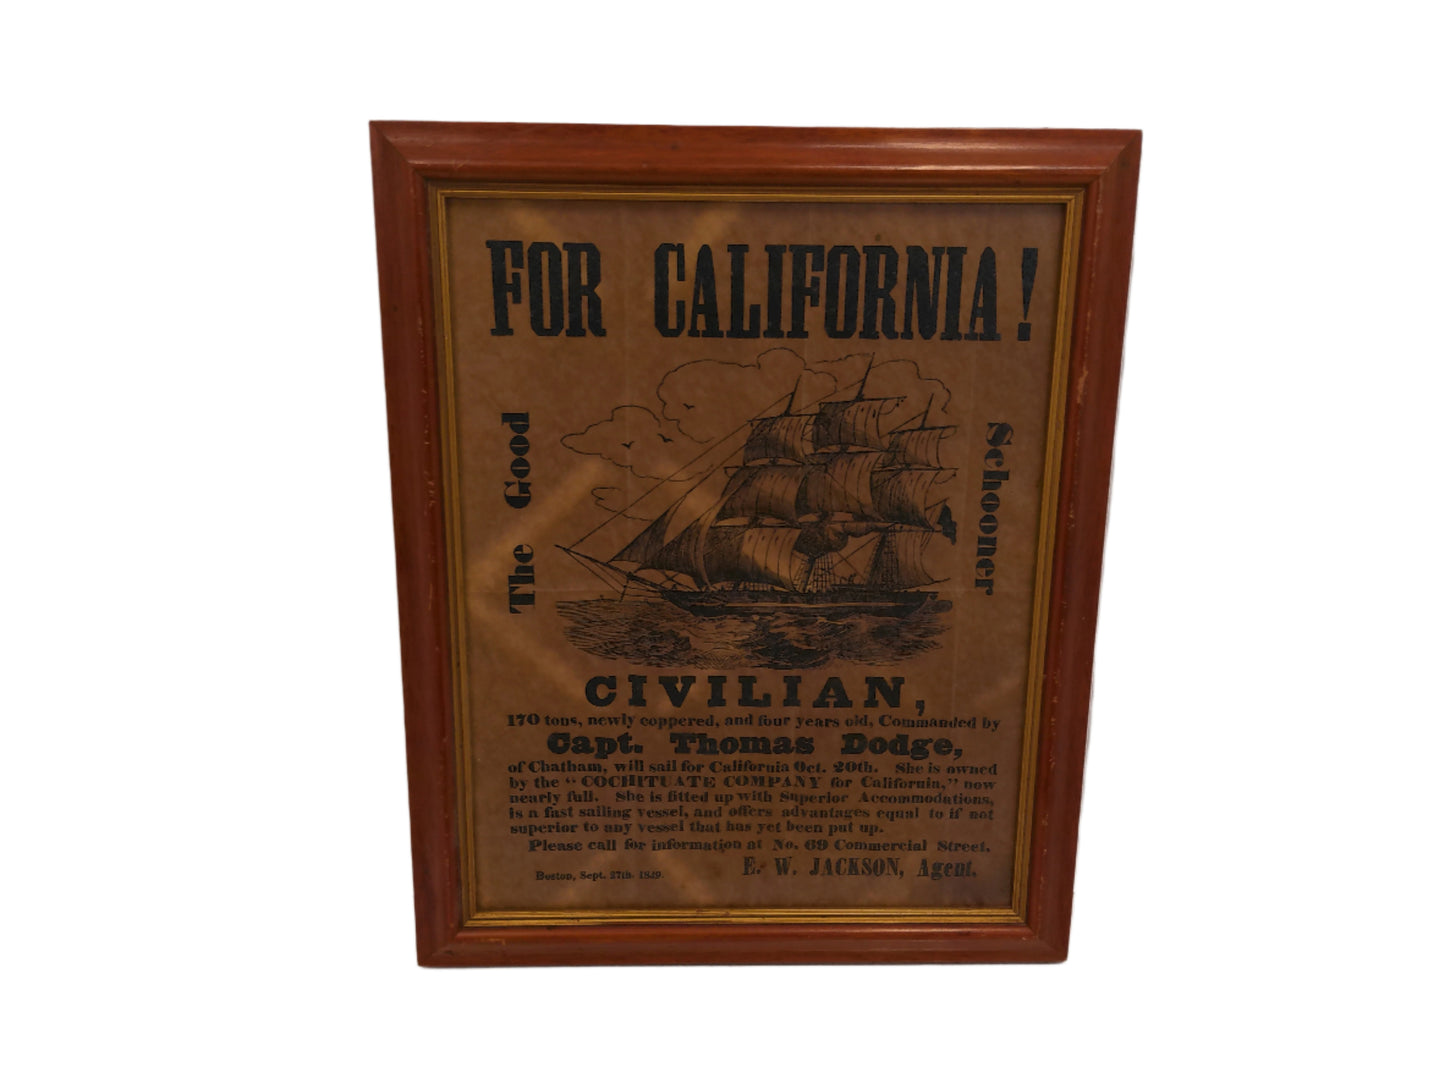 FOR CALIFORNIA!
The Good
Schooner
CIVILIAN,
170 tons, newly coppered, and four years old, Commanded by
Capt. Thomas Dodge,
of Chatham, will sail for California Oct. 20th. She is owned
by the "COCHITUATE COMPANY for California," now
nearly full. She is fitted up with Superior Accommodations,
is a fast sailing vessel, and offers advantages equal to if not
superior to any vessel that has yet been put up.
Please call for information at No. 69 Commercial Street.
E. W. JACKSON, Agent.
Boston, Sept. 27th. 1849.